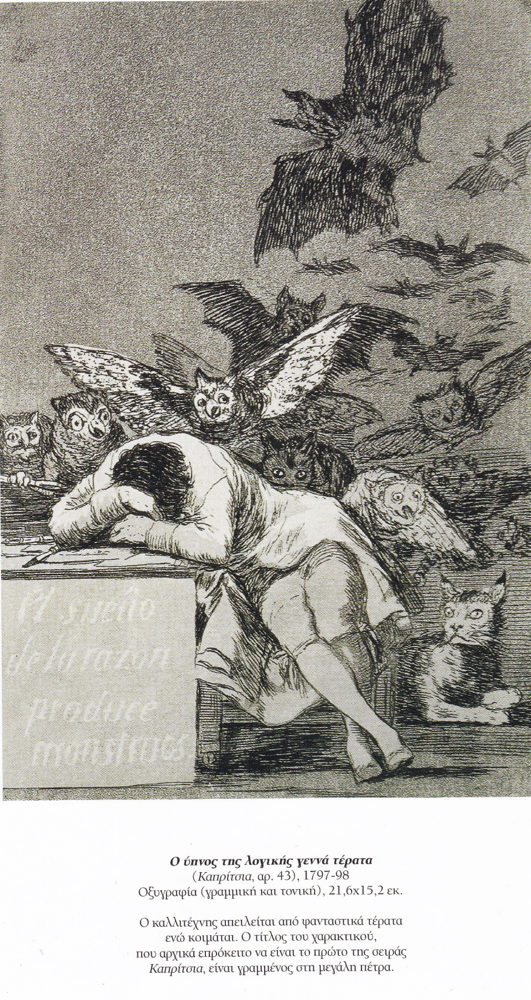 El sueño
de la razon
produce
monstruos
Ο ύπνος της λογικής γεννά τέρατα
(Καπρίτσια, αρ. 43), 1797-98
Οξυγραφία (γραμμική και τονική), 21,6x15,2 εκ.
Ο καλλιτέχνης απειλείται από φανταστικά τέρατα
ενώ κοιμάται. Ο τίτλος του χαρακτικού,
που αρχικά επρόκειτο να είναι το πρώτο της σειράς
Καπρίτσια, είναι γραμμένος στη μεγάλη πέτρα.